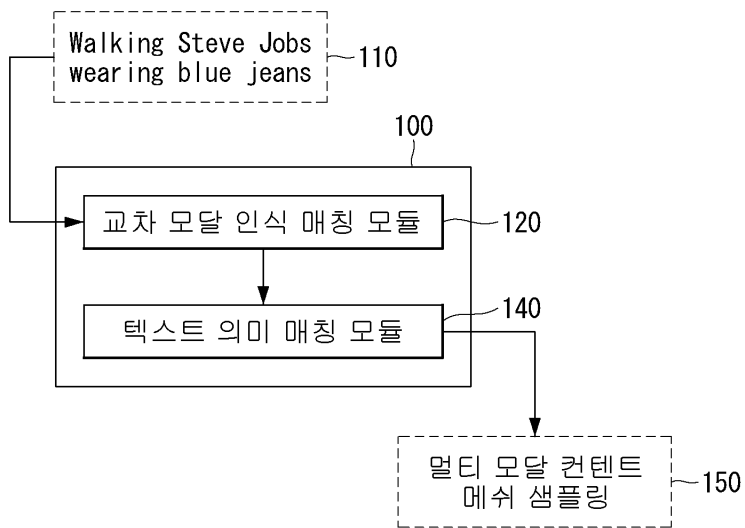 Walking Steve Jobs
wearing blue jeans
110
100
교차 모달 인식 매칭 모듈
120
텍스트 의미 매칭 모듈
140
멀티 모달 컨텐트
메쉬 샘플링
150